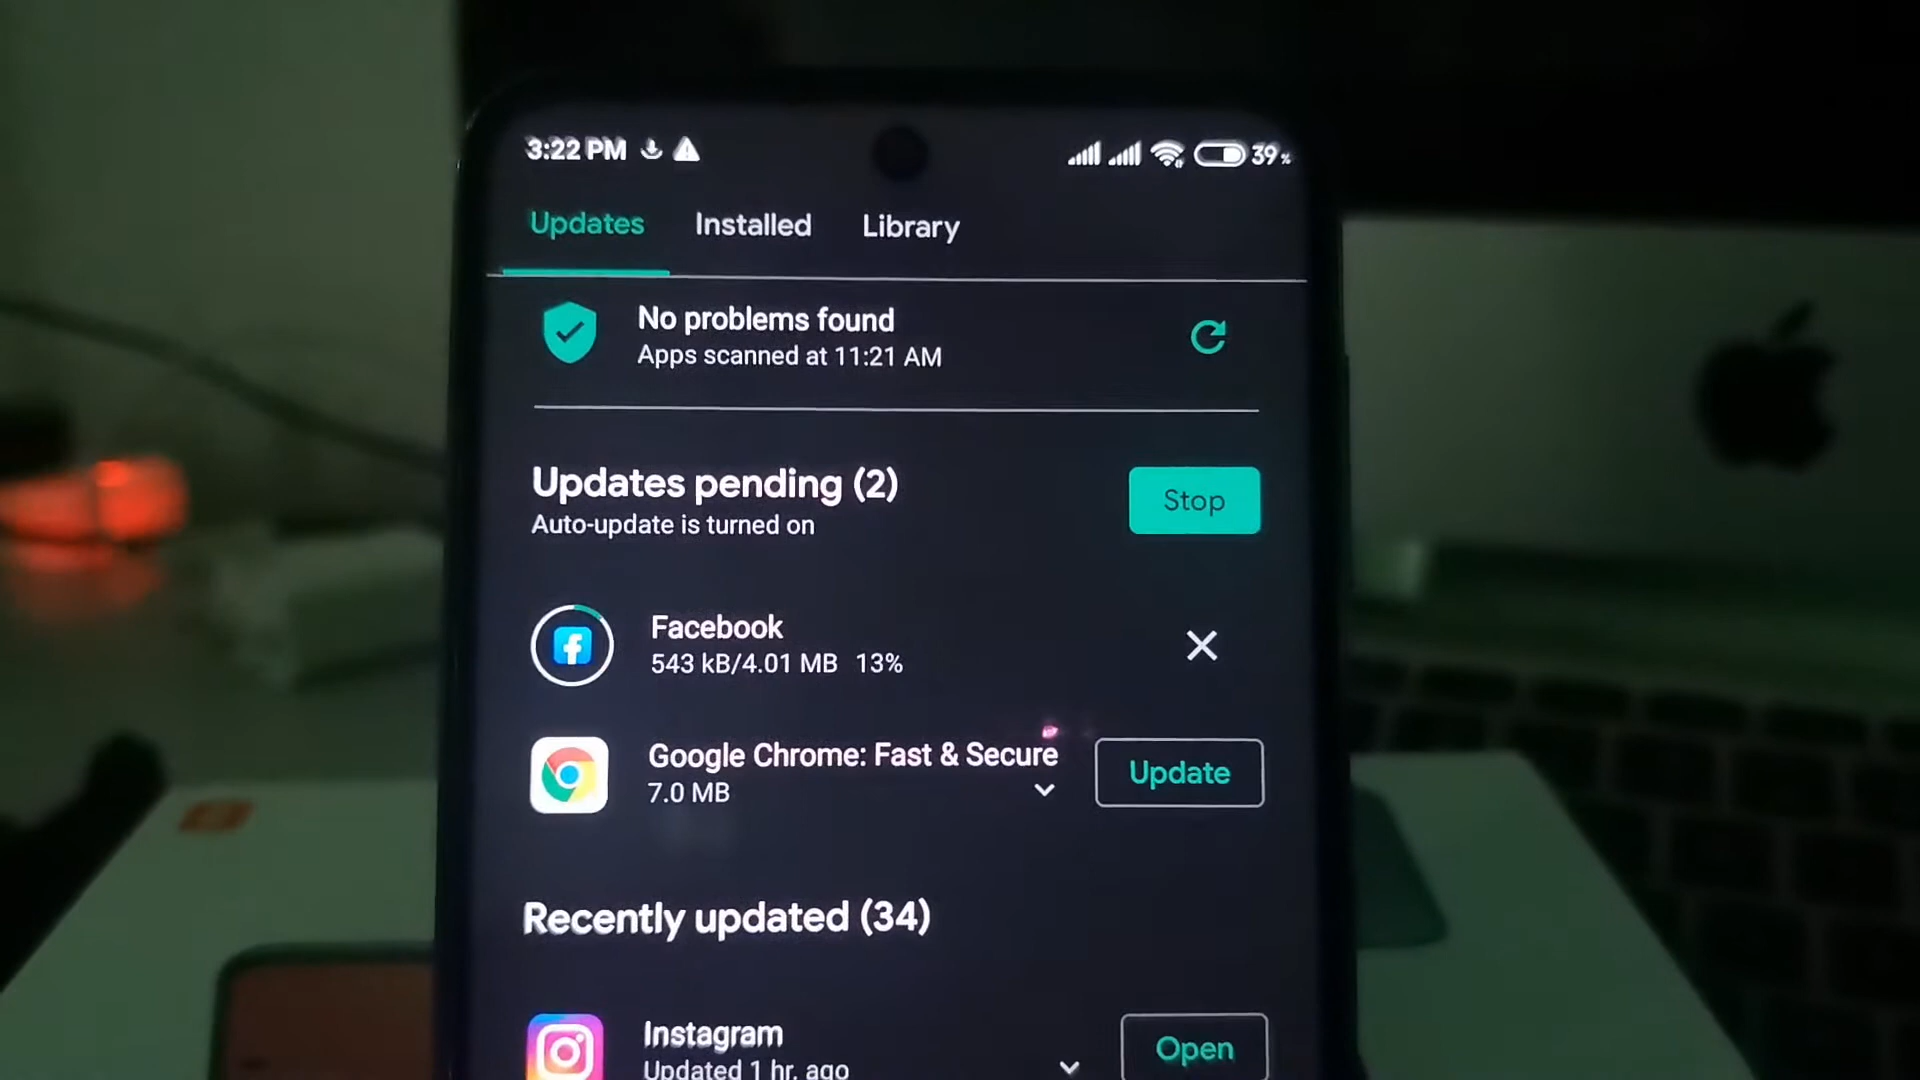 3:22 PM 39%
Updates Installed Library
No problems found
Apps scanned at 11:21 AM
Updates pending (2)
Stop
Auto-update is turned on
Facebook
543 kB/4.01 MB 13%
Google Chrome: Fast & Secure
7.0 MB
Update
Recently updated (34)
Instagram
Updated 1 hr. ago
Open